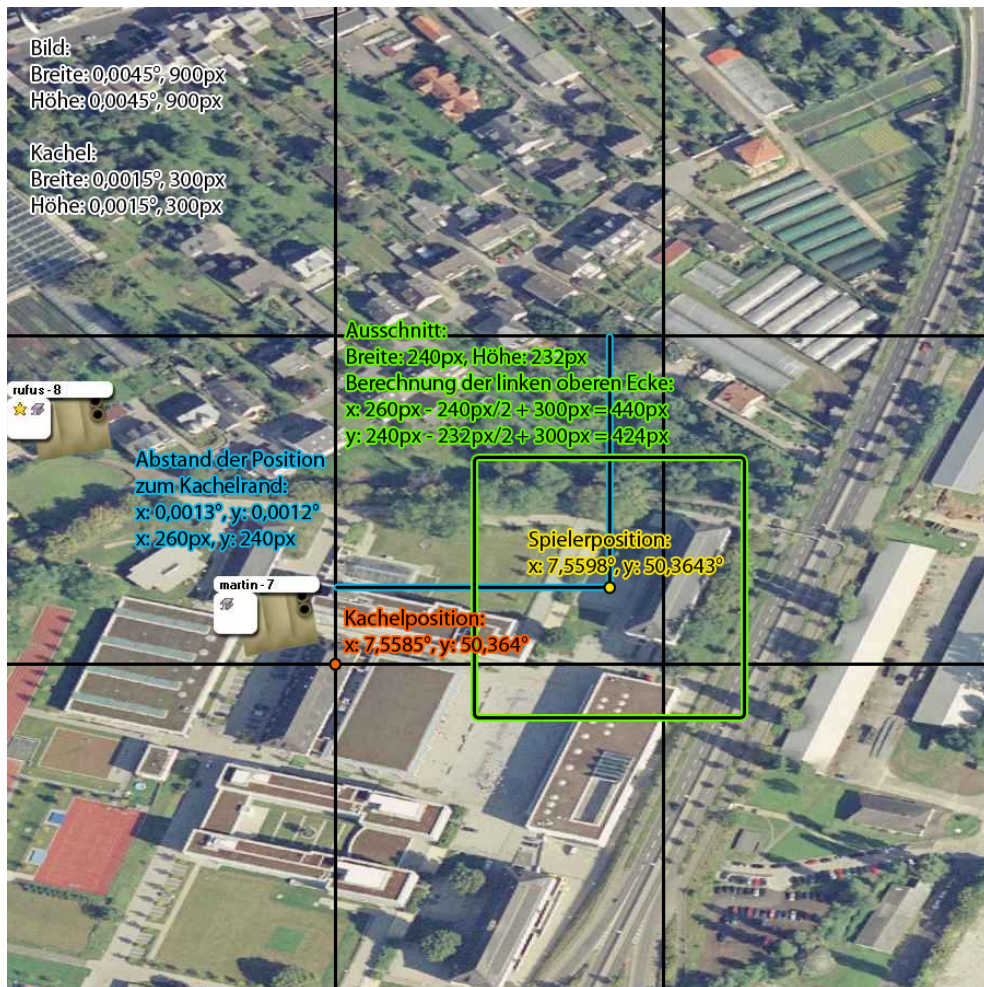 Bild:
Breite: 0,0045°, 900px
Höhe: 0,0045°, 900px
Kachel:
Breite: 0,0015°, 300px
Höhe: 0,0015°, 300px
Ausschnitt:
Breite: 240px, Höhe: 232px
Berechnung der linken oberen Ecke:
x: 260px - 240px/2 + 300px = 440px
y: 240px - 232px/2 + 300px = 424px
rufus - 8
Abstand der Position
zum Kachelrand:
x: 0,0013°, y: 0,0012°
x: 260px, y: 240px
Spielerposition:
x: 7,5598°, y: 50,3643°
martin - 7
Kachelposition:
x: 7,5585°, y: 50,364°